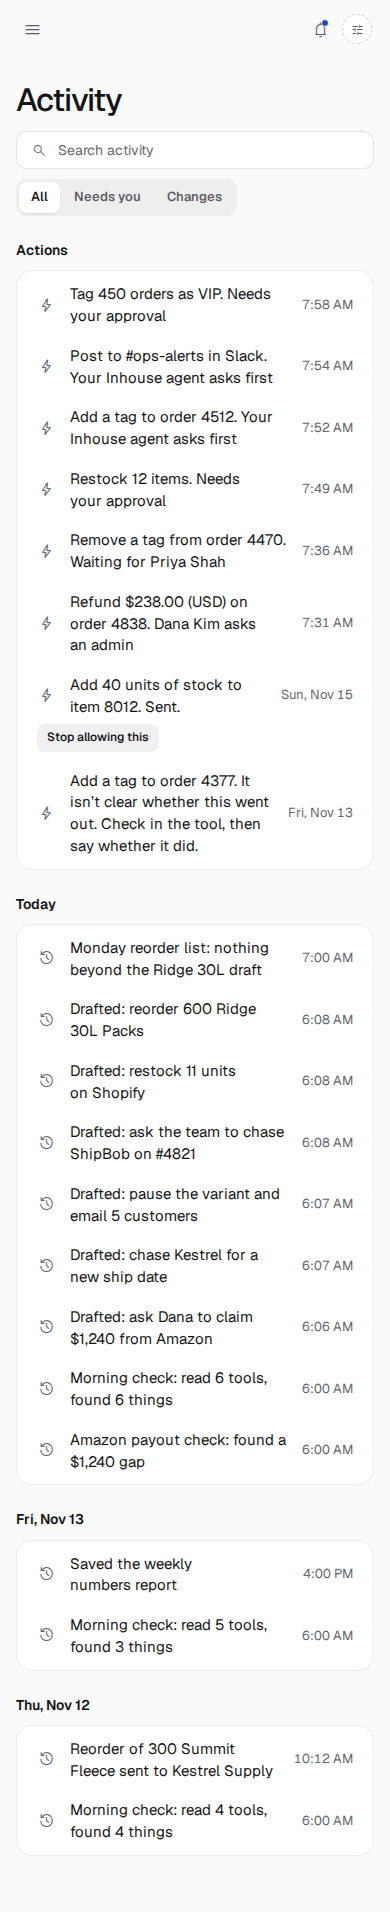 Activity
Search activity
All Needs you Changes
Actions
Tag 450 orders as VIP. Needs
your approval
7:58 AM
Post to #ops-alerts in Slack.
Your Inhouse agent asks first
7:54 AM
Add a tag to order 4512. Your
Inhouse agent asks first
7:52 AM
Restock 12 items. Needs
your approval
7:49 AM
Remove a tag from order 4470.
Waiting for Priya Shah
7:36 AM
Refund $238.00 (USD) on
order 4838. Dana Kim asks
an admin
7:31 AM
Add 40 units of stock to
item 8012. Sent.
Sun, Nov 15
Stop allowing this
Add a tag to order 4377. It
isn’t clear whether this went
out. Check in the tool, then
say whether it did.
Fri, Nov 13
Today
Monday reorder list: nothing
beyond the Ridge 30L draft
7:00 AM
Drafted: reorder 600 Ridge
30L Packs
6:08 AM
Drafted: restock 11 units
on Shopify
6:08 AM
Drafted: ask the team to chase
ShipBob on #4821
6:08 AM
Drafted: pause the variant and
email 5 customers
6:07 AM
Drafted: chase Kestrel for a
new ship date
6:07 AM
Drafted: ask Dana to claim
$1,240 from Amazon
6:06 AM
Morning check: read 6 tools,
found 6 things
6:00 AM
Amazon payout check: found a
$1,240 gap
6:00 AM
Fri, Nov 13
Saved the weekly
numbers report
4:00 PM
Morning check: read 5 tools,
found 3 things
6:00 AM
Thu, Nov 12
Reorder of 300 Summit
Fleece sent to Kestrel Supply
10:12 AM
Morning check: read 4 tools,
found 4 things
6:00 AM